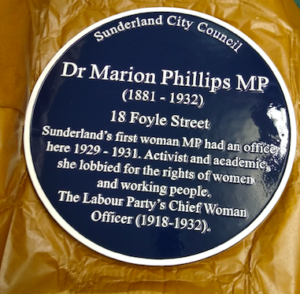 Sunderland City Council
Dr Marion Phillips MP
(1881 - 1932)
18 Foyle Street
Sunderland's first woman MP had an office
here 1929 - 1931. Activist and academic,
she lobbied for the rights of women
and working people.
The Labour Party's Chief Woman
Officer (1918-1932).